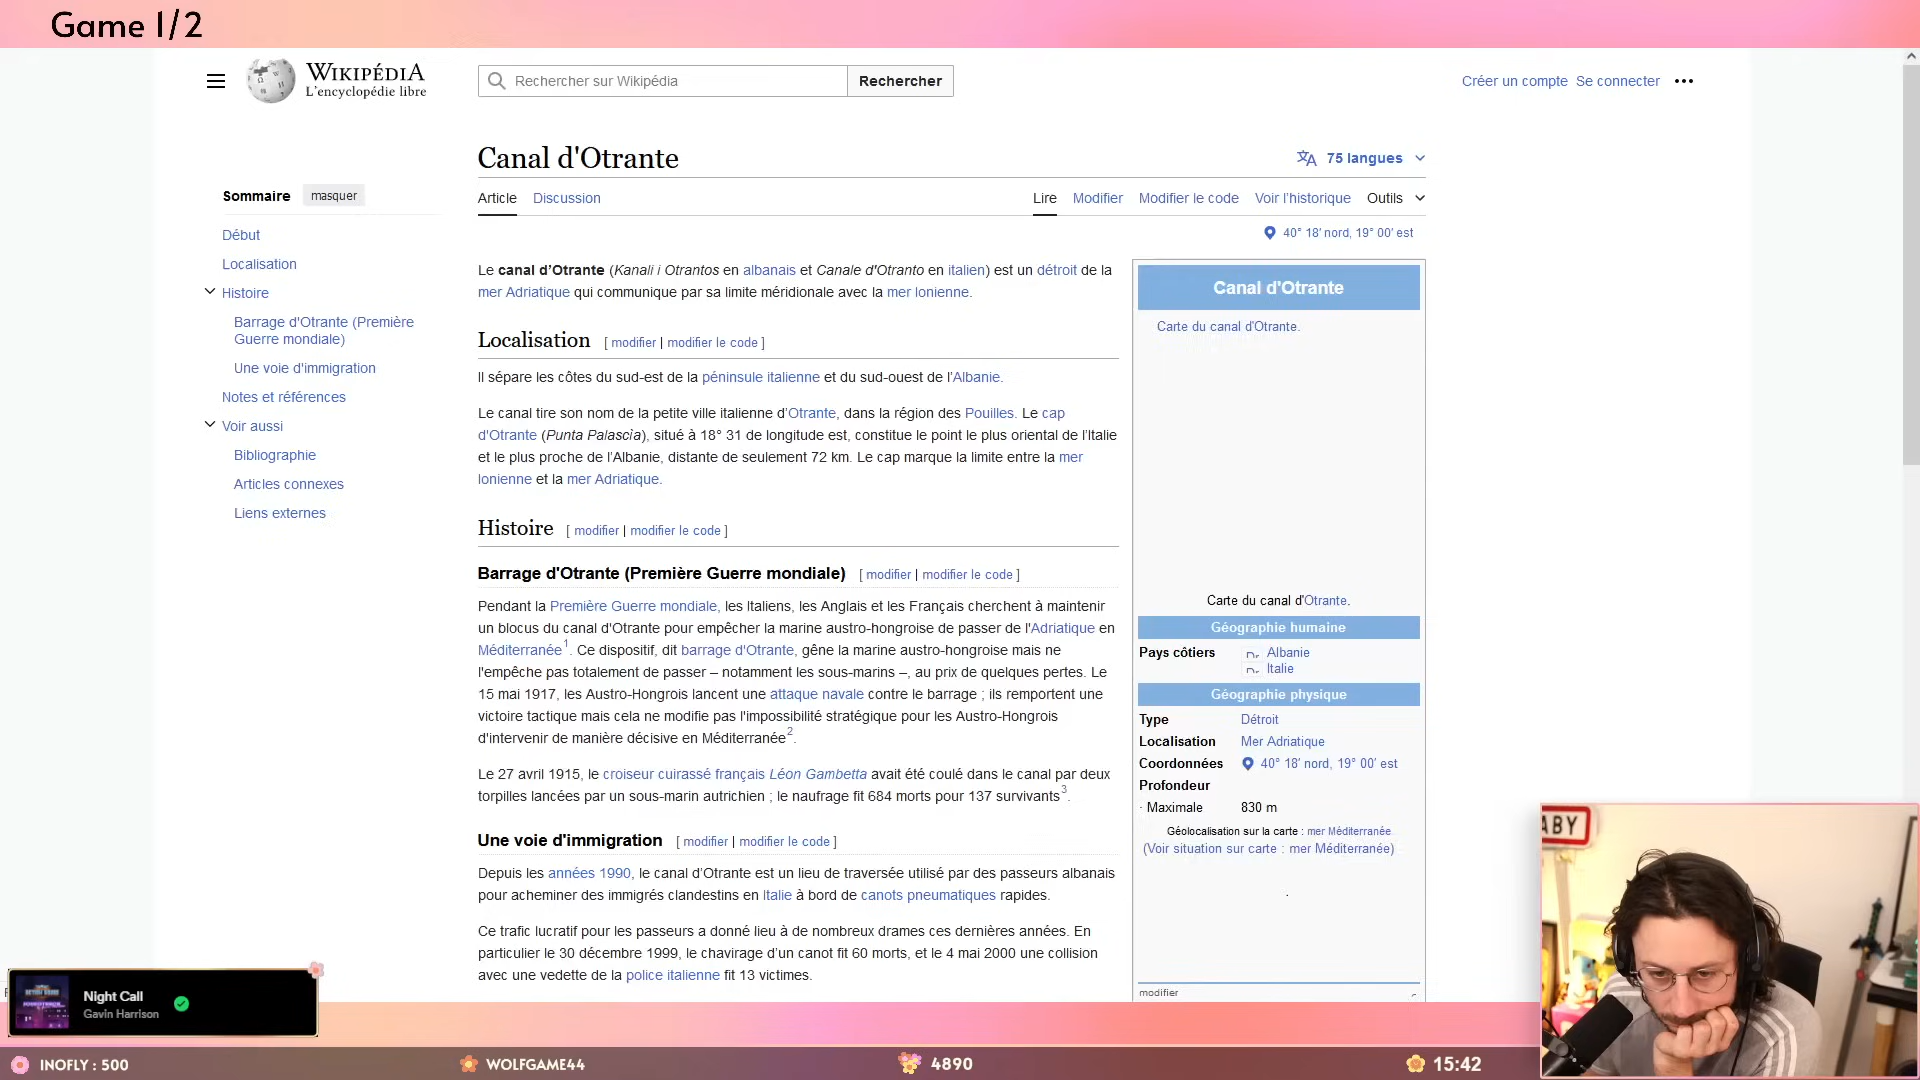 Game 1/2
WIKIPÉDIA
L'encyclopédie libre
Rechercher sur Wikipédia
Rechercher
Créer un compte Se connecter
Canal d'Otrante
75 langues
Sommaire masquer
Article Discussion
Lire Modifier Modifier le code Voir l'historique Outils
40° 18′ nord, 19° 00′ est
Début
Localisation
Histoire
Barrage d'Otrante (Première
Guerre mondiale)
Une voie d'immigration
Notes et références
Voir aussi
Bibliographie
Articles connexes
Liens externes
Le canal d’Otrante (Kanali i Otrantos en albanais et Canale d'Otranto en italien) est un détroit de la
mer Adriatique qui communique par sa limite méridionale avec la mer Ionienne.
Localisation [ modifier | modifier le code ]
Il sépare les côtes du sud-est de la péninsule italienne et du sud-ouest de l’Albanie.
Le canal tire son nom de la petite ville italienne d’Otrante, dans la région des Pouilles. Le cap
d'Otrante (Punta Palascìa), situé à 18° 31 de longitude est, constitue le point le plus oriental de l’Italie
et le plus proche de l’Albanie, distante de seulement 72 km. Le cap marque la limite entre la mer
Ionienne et la mer Adriatique.
Histoire [ modifier | modifier le code ]
Barrage d'Otrante (Première Guerre mondiale) [ modifier | modifier le code ]
Pendant la Première Guerre mondiale, les Italiens, les Anglais et les Français cherchent à maintenir
un blocus du canal d'Otrante pour empêcher la marine austro-hongroise de passer de l'Adriatique en
Méditerranée1. Ce dispositif, dit barrage d'Otrante, gêne la marine austro-hongroise mais ne
l'empêche pas totalement de passer – notamment les sous-marins –, au prix de quelques pertes. Le
15 mai 1917, les Austro-Hongrois lancent une attaque navale contre le barrage ; ils remportent une
victoire tactique mais cela ne modifie pas l'impossibilité stratégique pour les Austro-Hongrois
d'intervenir de manière décisive en Méditerranée2.
Le 27 avril 1915, le croiseur cuirassé français Léon Gambetta avait été coulé dans le canal par deux
torpilles lancées par un sous-marin autrichien ; le naufrage fit 684 morts pour 137 survivants3.
Une voie d'immigration [ modifier | modifier le code ]
Depuis les années 1990, le canal d’Otrante est un lieu de traversée utilisé par des passeurs albanais
pour acheminer des immigrés clandestins en Italie à bord de canots pneumatiques rapides.
Ce trafic lucratif pour les passeurs a donné lieu à de nombreux drames ces dernières années. En
particulier le 30 décembre 1999, le chavirage d’un canot fit 60 morts, et le 4 mai 2000 une collision
avec une vedette de la police italienne fit 13 victimes.
Canal d'Otrante
Carte du canal d'Otrante.
Carte du canal d'Otrante.
Géographie humaine
Pays côtiers Albanie
Italie
Géographie physique
Type Détroit
Localisation Mer Adriatique
Coordonnées 40° 18′ nord, 19° 00′ est
Profondeur
· Maximale 830 m
Géolocalisation sur la carte : mer Méditerranée
(Voir situation sur carte : mer Méditerranée)
modifier
ABY
Night Call
Gavin Harrison
INOFLY : 500
WOLFGAME44
4890
15:42